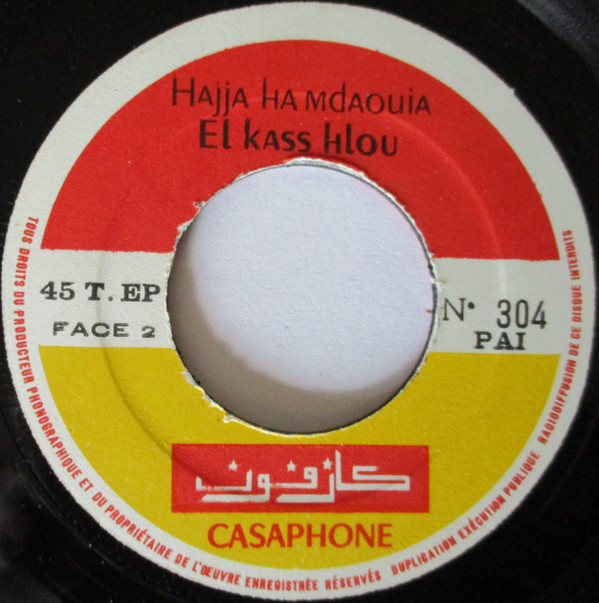 Hajja Hamdaouia
El kass hlou
45 T. EP
FACE 2
N• 304
PAI
كازفون
CASAPHONE
TOUS DROITS DU PRODUCTEUR PHONOGRAPHIQUE ET DU PROPRIÉTAIRE DE L'ŒUVRE ENREGISTRÉE RÉSERVÉS DUPLICATION EXÉCUTION PUBLIQUE RADIODIFFUSION DE CE DISQUE INTERDITS